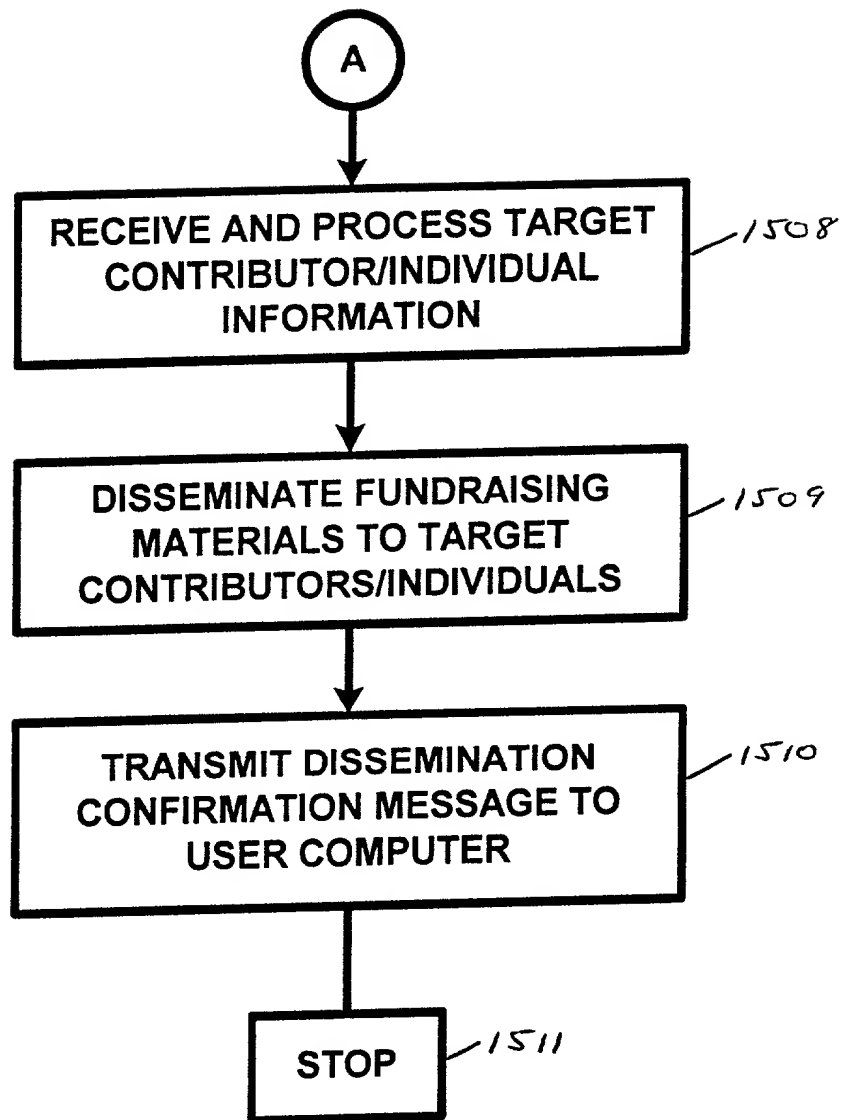 A
RECEIVE AND PROCESS TARGET
CONTRIBUTOR/INDIVIDUAL
INFORMATION
1508
DISSEMINATE FUNDRAISING
MATERIALS TO TARGET
CONTRIBUTORS/INDIVIDUALS
1509
TRANSMIT DISSEMINATION
CONFIRMATION MESSAGE TO
USER COMPUTER
1510
STOP
1511